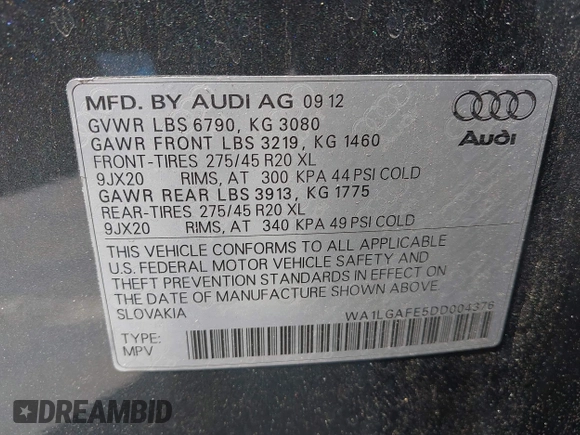 MFD. BY AUDI AG 09 12
GVWR LBS 6790, KG 3080
GAWR FRONT LBS 3219, KG 1460
FRONT-TIRES 275/45 R20 XL
9JX20 RIMS, AT 300 KPA 44 PSI COLD
GAWR REAR LBS 3913, KG 1775
REAR-TIRES 275/45 R20 XL
9JX20 RIMS, AT 340 KPA 49 PSI COLD
Audi
THIS VEHICLE CONFORMS TO ALL APPLICABLE
U.S. FEDERAL MOTOR VEHICLE SAFETY AND
THEFT PREVENTION STANDARDS IN EFFECT ON
THE DATE OF MANUFACTURE SHOWN ABOVE.
SLOVAKIA
WA1LGAFE5DD004376
TYPE:
MPV
DREAMBID